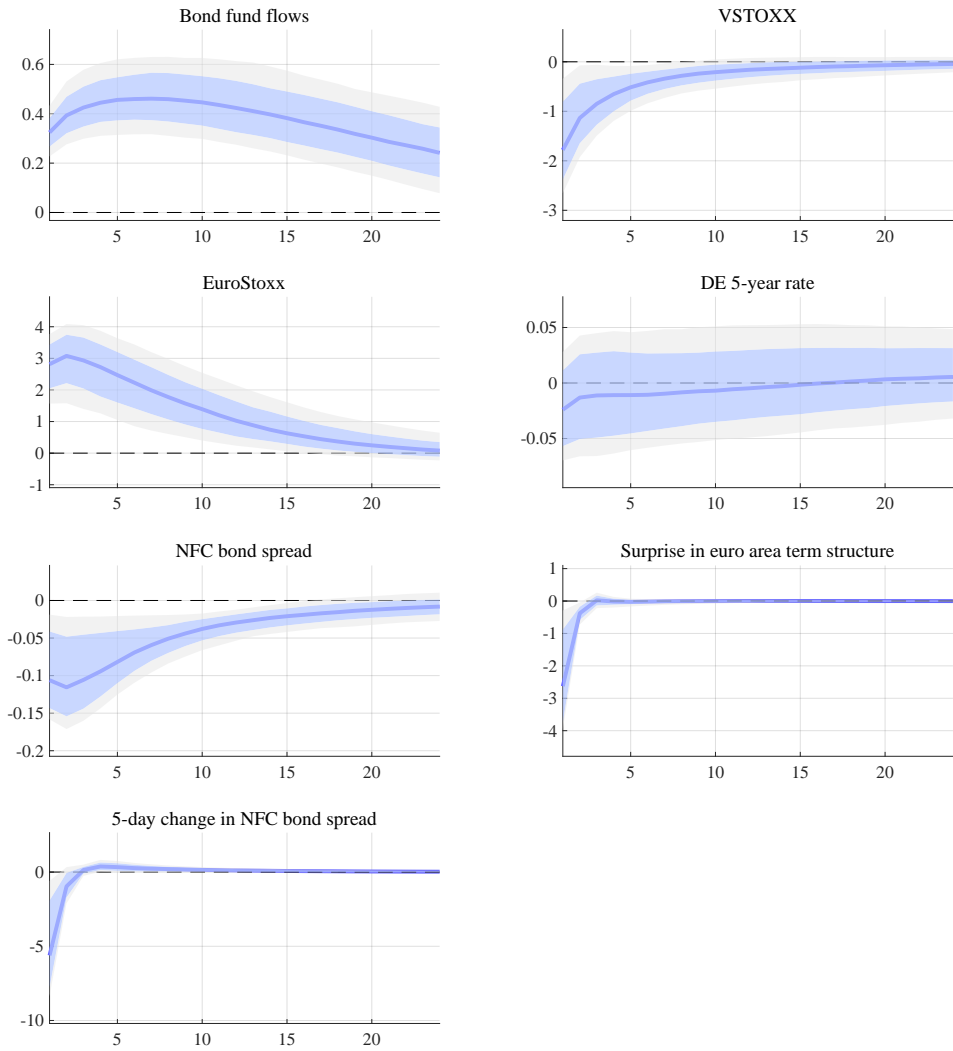 Bond fund flows
0.6
0.4
0.2
0
5 10 15 20
VSTOXX
0
-1
-2
-3
5 10 15 20
EuroStoxx
4
3
2
1
0
-1
5 10 15 20
DE 5-year rate
0.05
0
-0.05
5 10 15 20
NFC bond spread
0
-0.05
-0.1
-0.15
-0.2
5 10 15 20
Surprise in euro area term structure
1
0
-1
-2
-3
-4
5 10 15 20
5-day change in NFC bond spread
0
-5
-10
5 10 15 20